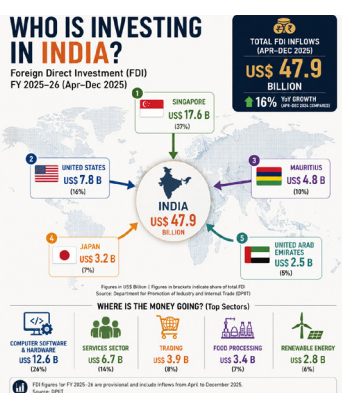 WHO IS INVESTING
IN INDIA?
Foreign Direct Investment (FDI)
FY 2025–26 (Apr–Dec 2025)
TOTAL FDI INFLOWS
(APR–DEC 2025)
US$ 47.9
BILLION
16% YoY GROWTH
(APR–DEC 2024 COMPARED)
1
SINGAPORE
US$ 17.6 B
(37%)
2
UNITED STATES
US$ 7.8 B
(16%)
3
MAURITIUS
US$ 4.8 B
(10%)
INDIA
US$ 47.9
BILLION
4
JAPAN
US$ 3.2 B
(7%)
5
UNITED ARAB
EMIRATES
US$ 2.5 B
(5%)
Figures in US$ Billion | Figures in brackets indicate share of total FDI
Source: Department for Promotion of Industry and Internal Trade (DPIIT)
WHERE IS THE MONEY GOING? (Top Sectors)
COMPUTER SOFTWARE
& HARDWARE
US$ 12.6 B
(26%)
SERVICES SECTOR
US$ 6.7 B
(14%)
TRADING
US$ 3.9 B
(8%)
FOOD PROCESSING
US$ 3.4 B
(7%)
RENEWABLE ENERGY
US$ 2.8 B
(6%)
FDI figures for FY 2025–26 are provisional and include inflows from April to December 2025.
Source: DPIIT